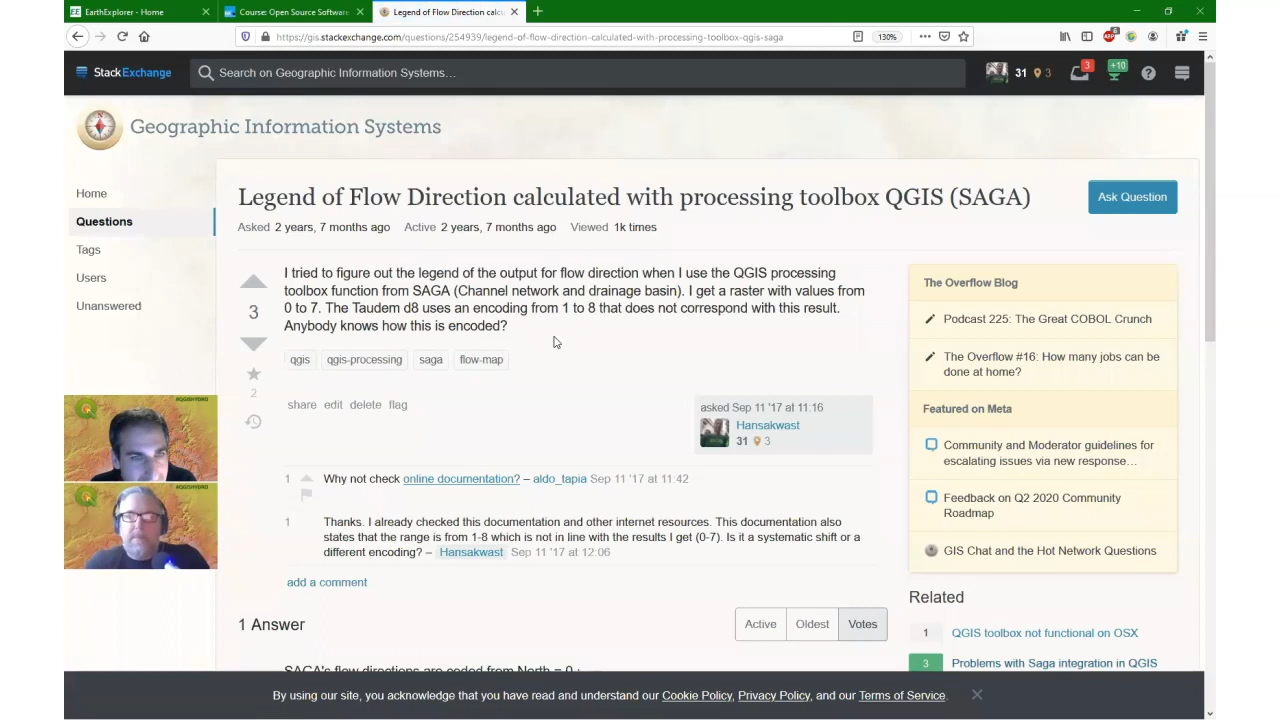 EarthExplorer - Home
Course: Open Source Software
Legend of Flow Direction calcu
https://gis.stackexchange.com/questions/254939/legend-of-flow-direction-calculated-with-processing-toolbox-qgis-saga
130%
StackExchange
Search on Geographic Information Systems…
31 3
3
+10
Geographic Information Systems
Home
Questions
Tags
Users
Unanswered
Legend of Flow Direction calculated with processing toolbox QGIS (SAGA)
Ask Question
Asked 2 years, 7 months ago Active 2 years, 7 months ago Viewed 1k times
3
2
I tried to figure out the legend of the output for flow direction when I use the QGIS processing
toolbox function from SAGA (Channel network and drainage basin). I get a raster with values from
0 to 7. The Taudem d8 uses an encoding from 1 to 8 that does not correspond with this result.
Anybody knows how this is encoded?
qgis qgis-processing saga flow-map
share edit delete flag
asked Sep 11 '17 at 11:16
Hansakwast
31 3
1 Why not check online documentation? – aldo_tapia Sep 11 '17 at 11:42
1 Thanks. I already checked this documentation and other internet resources. This documentation also
states that the range is from 1-8 which is not in line with the results I get (0-7). Is it a systematic shift or a
different encoding? – Hansakwast Sep 11 '17 at 12:06
add a comment
1 Answer
Active Oldest Votes
SAGA's flow directions are coded from North = 0 :
The Overflow Blog
Podcast 225: The Great COBOL Crunch
The Overflow #16: How many jobs can be
done at home?
Featured on Meta
Community and Moderator guidelines for
escalating issues via new response…
Feedback on Q2 2020 Community
Roadmap
GIS Chat and the Hot Network Questions
Related
1 QGIS toolbox not functional on OSX
3 Problems with Saga integration in QGIS
#QGISHYDRO
#QGISHYDRO
By using our site, you acknowledge that you have read and understand our Cookie Policy, Privacy Policy, and our Terms of Service.